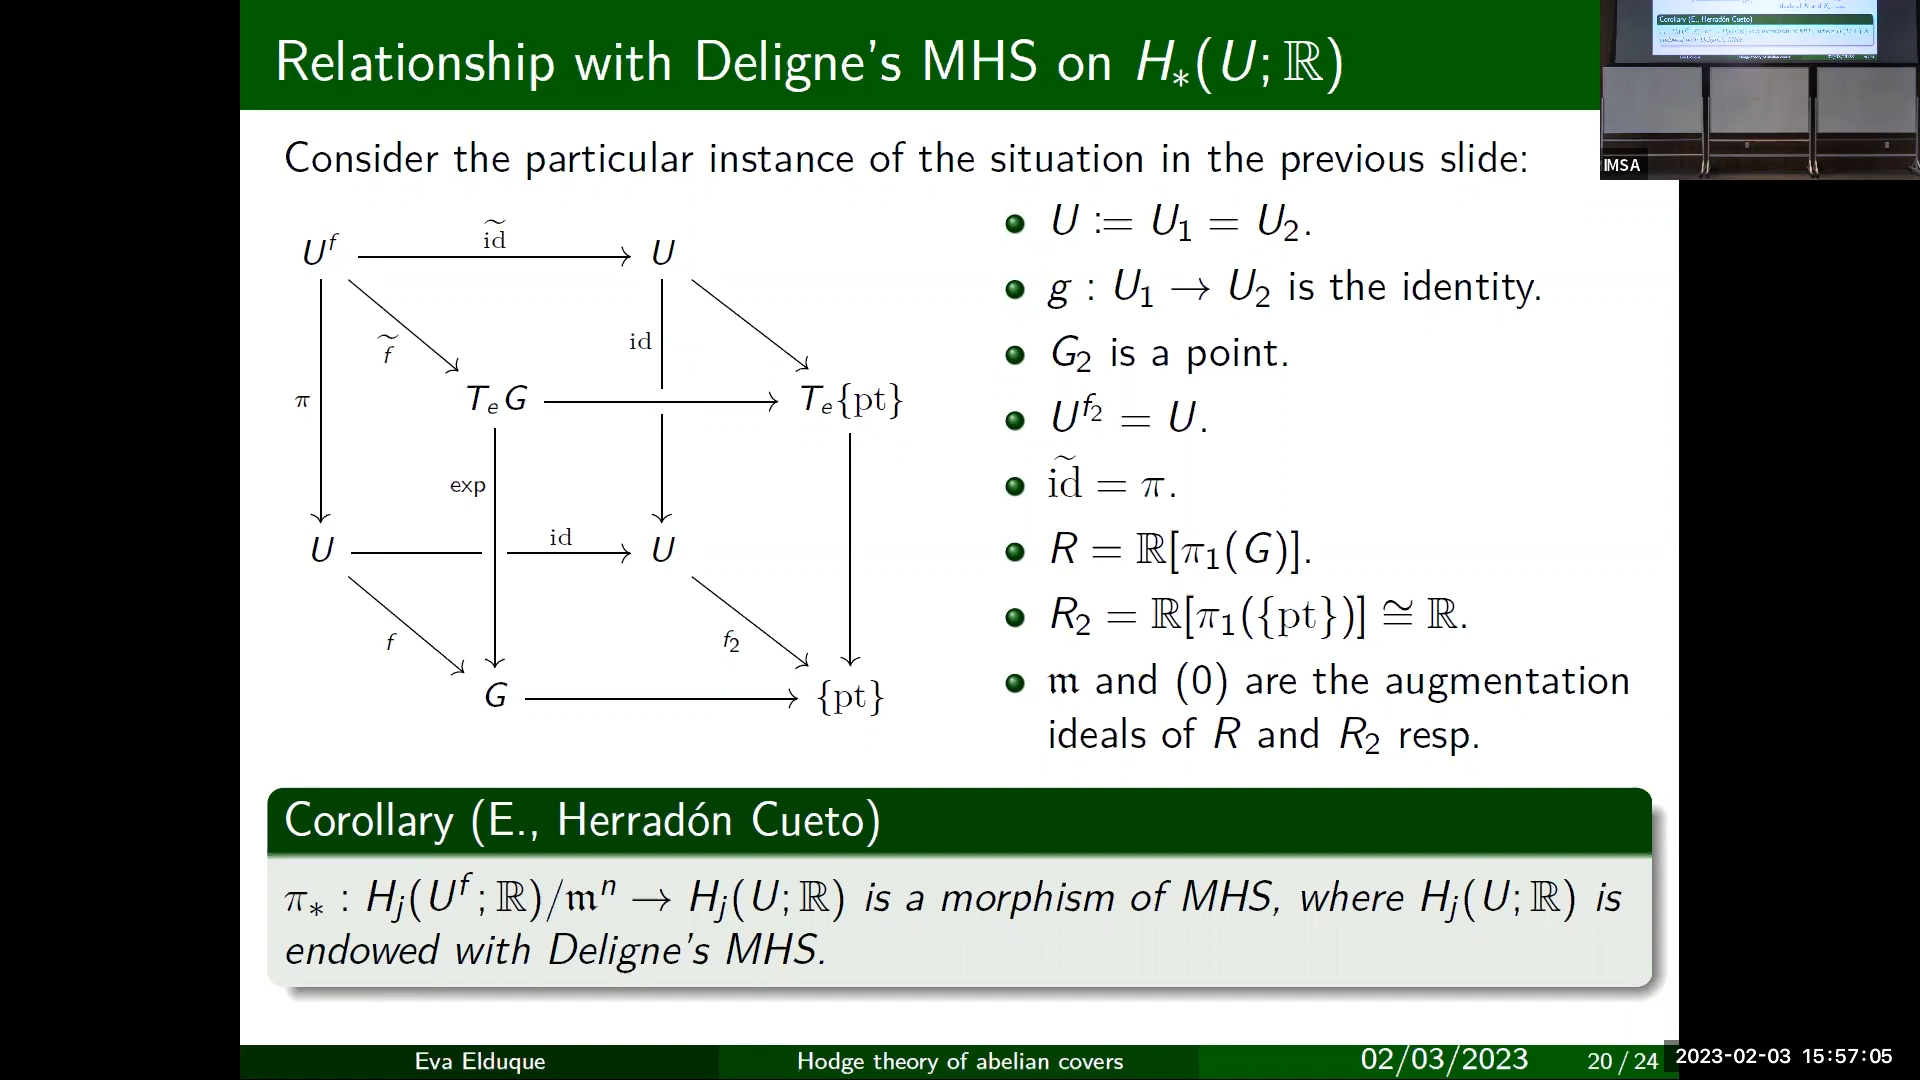 Relationship with Deligne's MHS on H_*(U; ℝ)
Corollary (E., Herradón Cueto)
IMSA
Consider the particular instance of the situation in the previous slide:
U^f
i͠d
U
π
f̃
id
T_e G
T_e{pt}
exp
U
id
U
f
f_2
G
{pt}
U := U_1 = U_2.
g : U_1 → U_2 is the identity.
G_2 is a point.
U^{f_2} = U.
i͠d = π.
R = ℝ[π_1(G)].
R_2 = ℝ[π_1({pt})] ≅ ℝ.
𝔪 and (0) are the augmentation
ideals of R and R_2 resp.
Corollary (E., Herradón Cueto)
π_* : H_j(U^f; ℝ)/𝔪^n → H_j(U; ℝ) is a morphism of MHS, where H_j(U; ℝ) is
endowed with Deligne's MHS.
Eva Elduque
Hodge theory of abelian covers
02/03/2023
20 / 24
2023-02-03 15:57:05